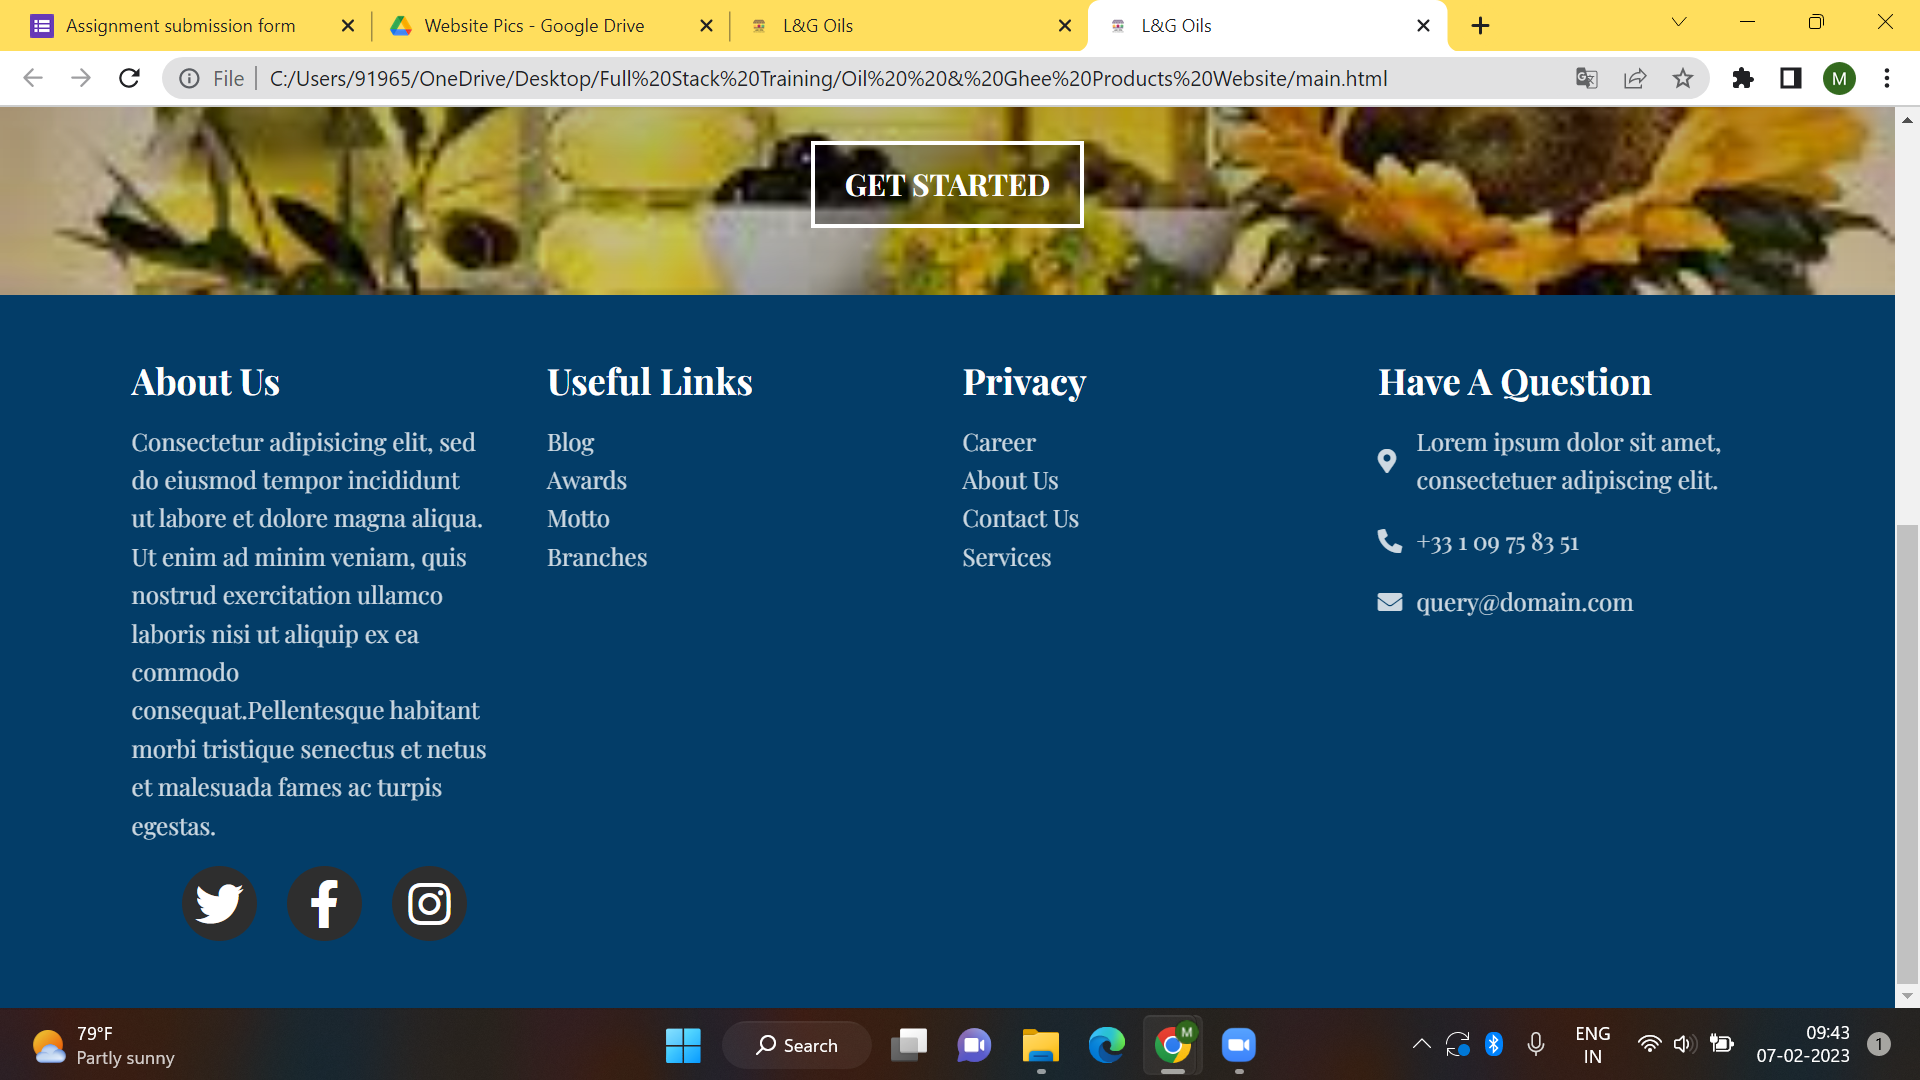 Assignment submission form
Website Pics - Google Drive
L&G Oils
L&G Oils
File
C:/Users/91965/OneDrive/Desktop/Full%20Stack%20Training/Oil%20%20&%20Ghee%20Products%20Website/main.html
M
GET STARTED
About Us
Consectetur adipisicing elit, sed
do eiusmod tempor incididunt
ut labore et dolore magna aliqua.
Ut enim ad minim veniam, quis
nostrud exercitation ullamco
laboris nisi ut aliquip ex ea
commodo
consequat.Pellentesque habitant
morbi tristique senectus et netus
et malesuada fames ac turpis
egestas.
Useful Links
Blog
Awards
Motto
Branches
Privacy
Career
About Us
Contact Us
Services
Have A Question
Lorem ipsum dolor sit amet,
consectetuer adipiscing elit.
+33 1 09 75 83 51
query@domain.com
79°F
Partly sunny
Search
M
ENG
IN
09:43
07-02-2023
1